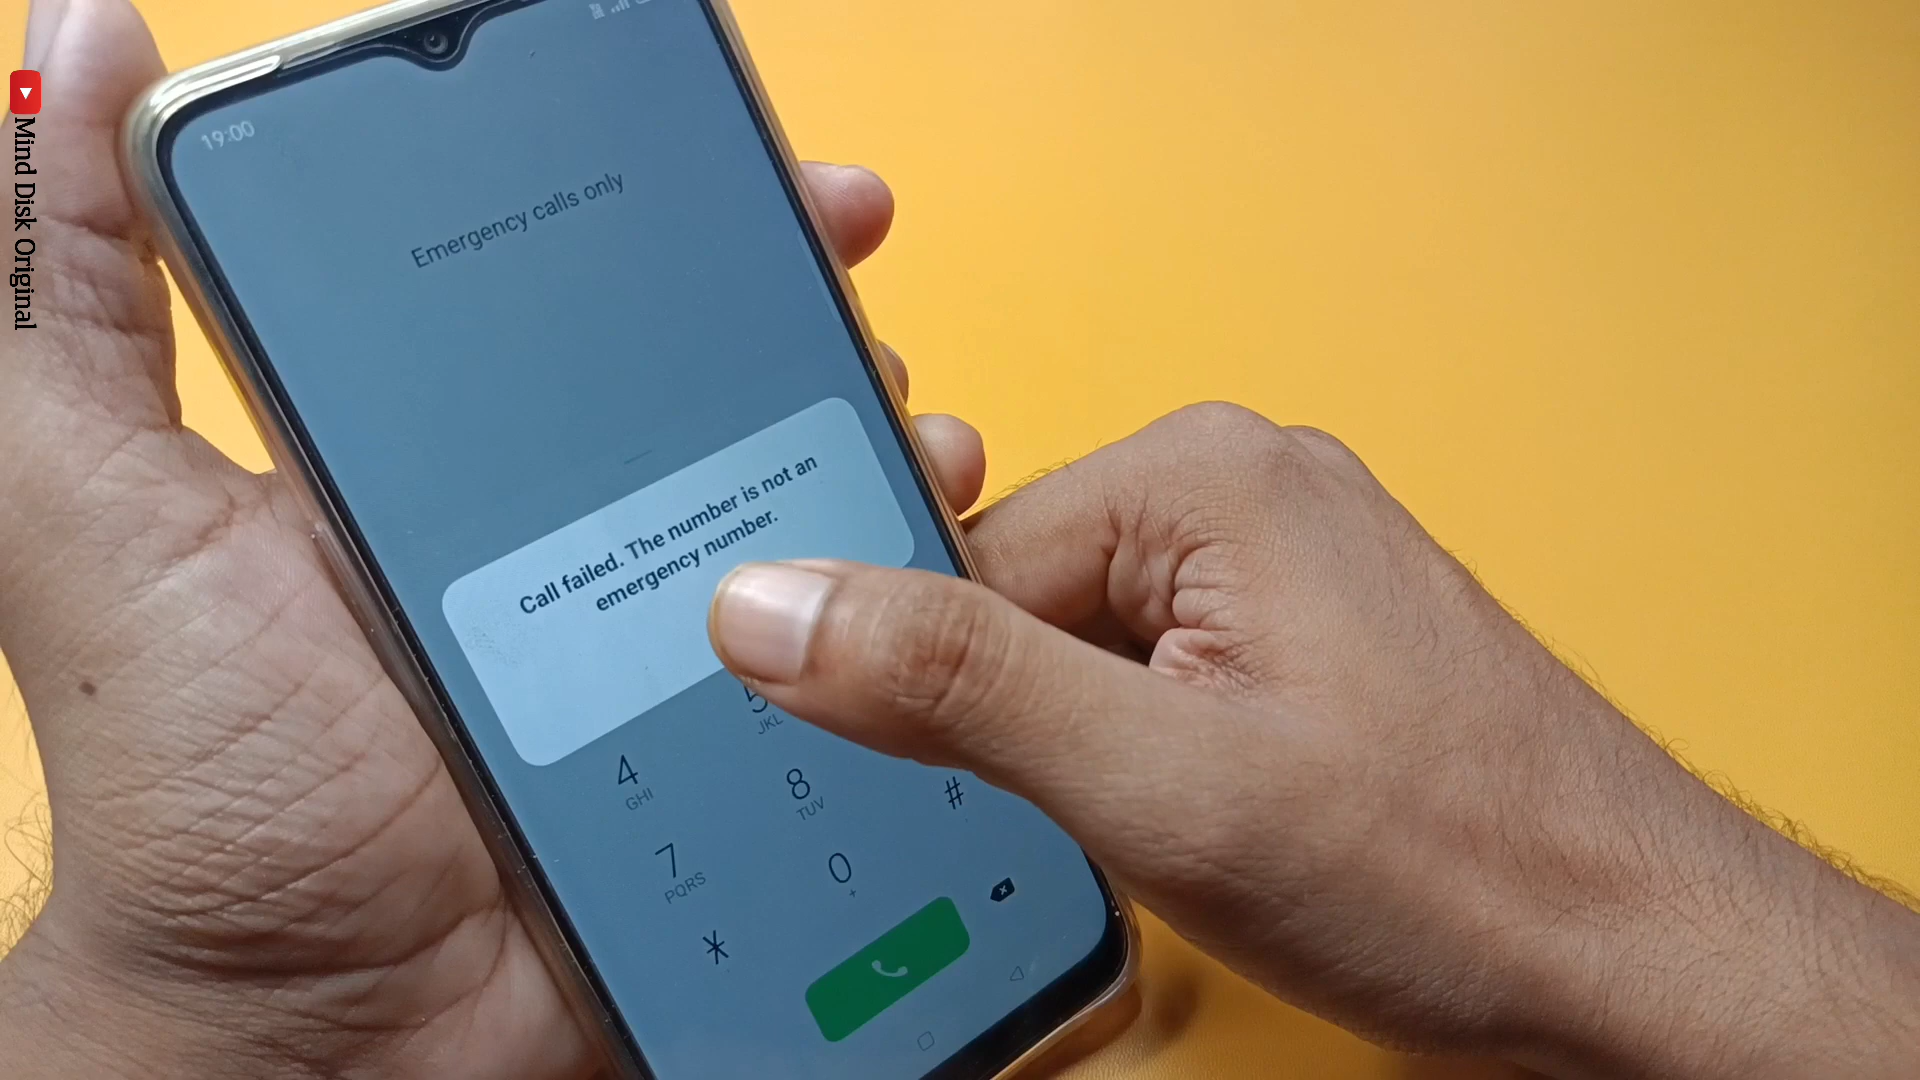 Mind Disk Original
19:00
Emergency calls only
Call failed. The number is not an
emergency number.
5
JKL
4
GHI
8
TUV
#
7
PQRS
0
+
*